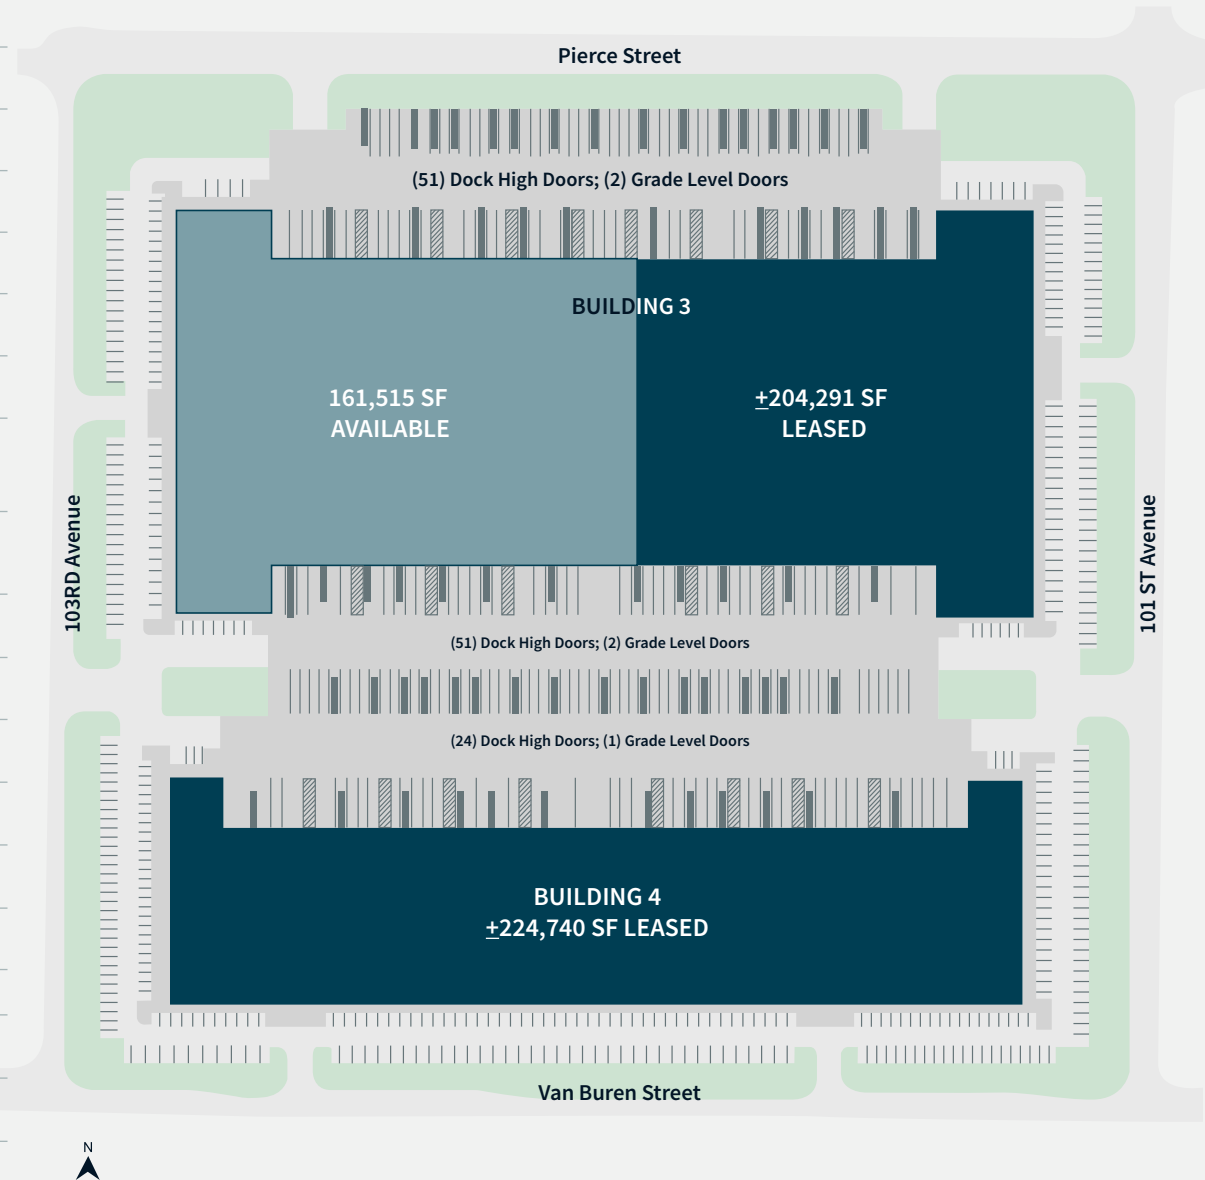 Pierce Street
(51) Dock High Doors; (2) Grade Level Doors
BUILDING 3
161,515 SF
AVAILABLE
+204,291 SF
LEASED
103RD Avenue
101 ST Avenue
(51) Dock High Doors; (2) Grade Level Doors
(24) Dock High Doors; (1) Grade Level Doors
BUILDING 4
+224,740 SF LEASED
Van Buren Street
N